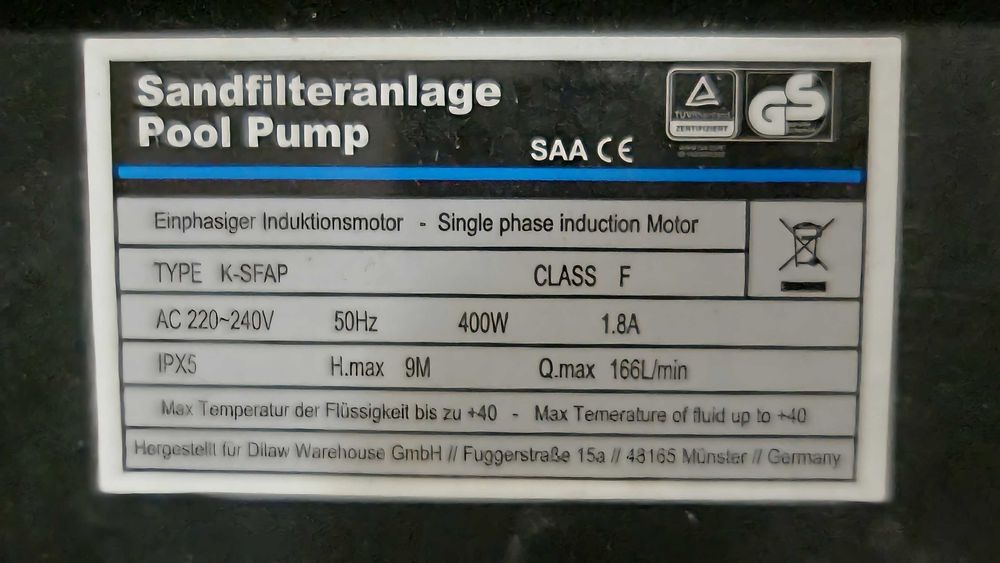 Sandfilteranlage
Pool Pump
SAA CE
ZERTIFIZIERT
GS
Einphasiger Induktionsmotor - Single phase induction Motor
TYPE K-SFAP CLASS F
AC 220~240V 50Hz 400W 1.8A
IPX5 H.max 9M Q.max 166L/min
Max Temperatur der Flüssigkeit bis zu +40 - Max Temerature of fluid up to +40
Hergestellt für Dilaw Warehouse GmbH // Fuggerstraße 15a // 48165 Münster // Germany